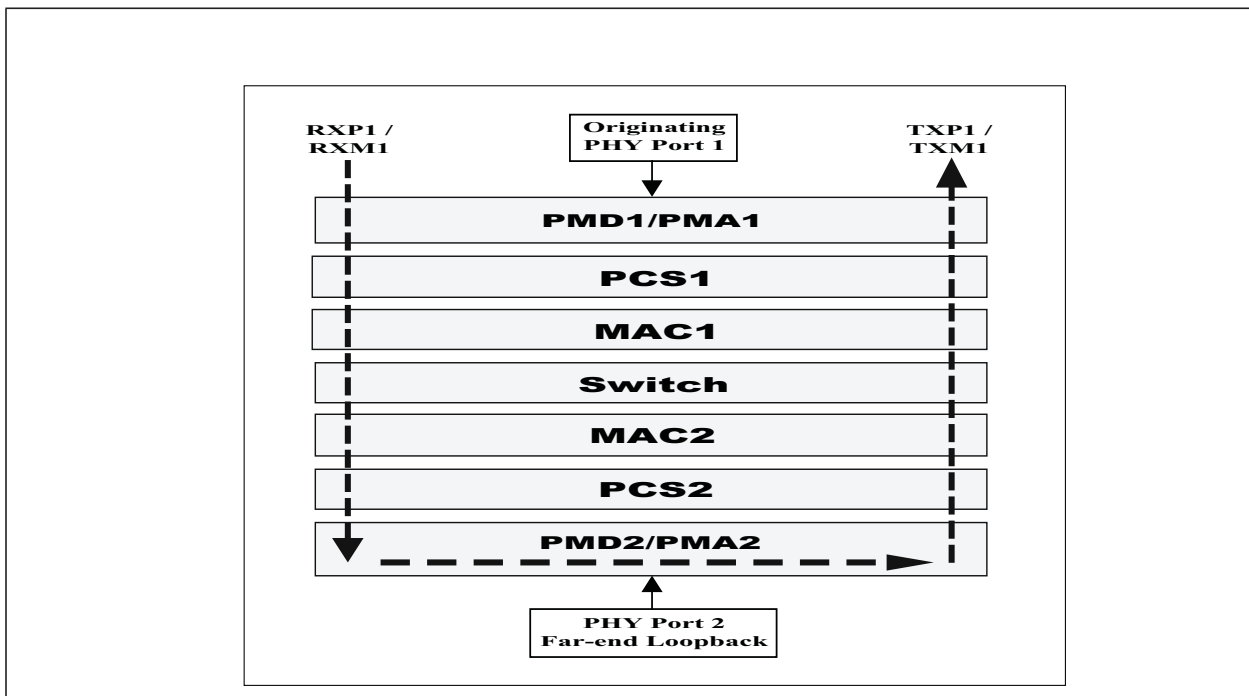 RXP1 /
RXM1
Originating
PHY Port 1
TXP1 /
TXM1
PMD1/PMA1
PCS1
MAC1
Switch
MAC2
PCS2
PMD2/PMA2
PHY Port 2
Far-end Loopback